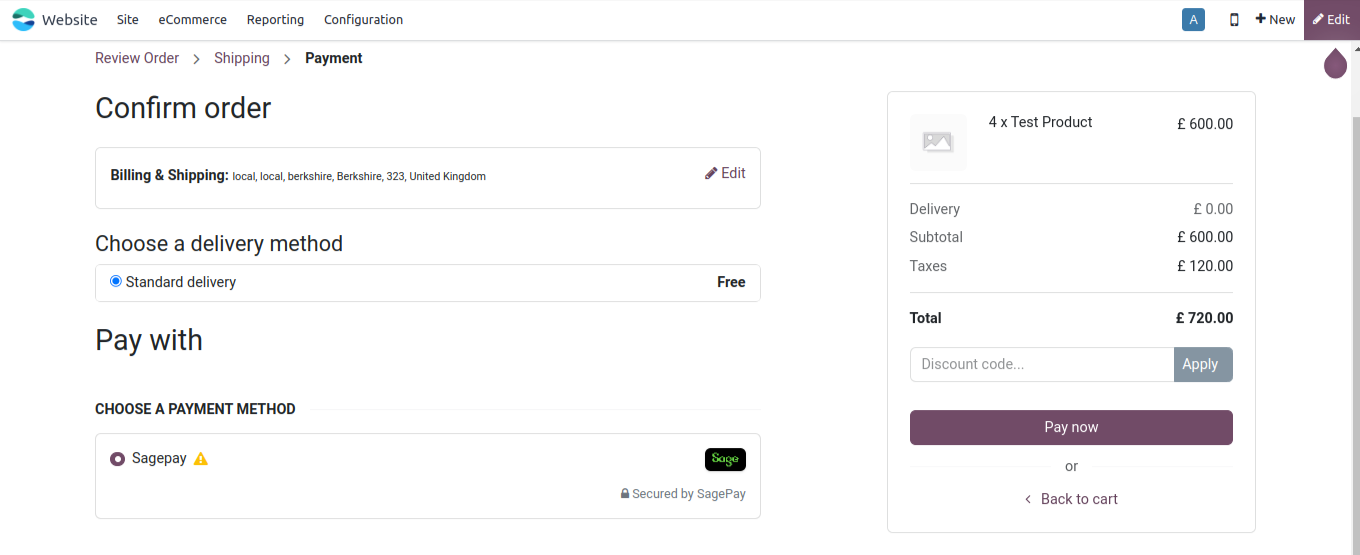 Website Site eCommerce Reporting Configuration A New Edit
Review Order > Shipping > Payment
Confirm order
Billing & Shipping: local, local, berkshire, Berkshire, 323, United Kingdom Edit
Choose a delivery method
Standard delivery Free
Pay with
CHOOSE A PAYMENT METHOD
Sagepay Sage
Secured by SagePay
4 x Test Product £ 600.00
Delivery £ 0.00
Subtotal £ 600.00
Taxes £ 120.00
Total £ 720.00
Discount code... Apply
Pay now
or
Back to cart